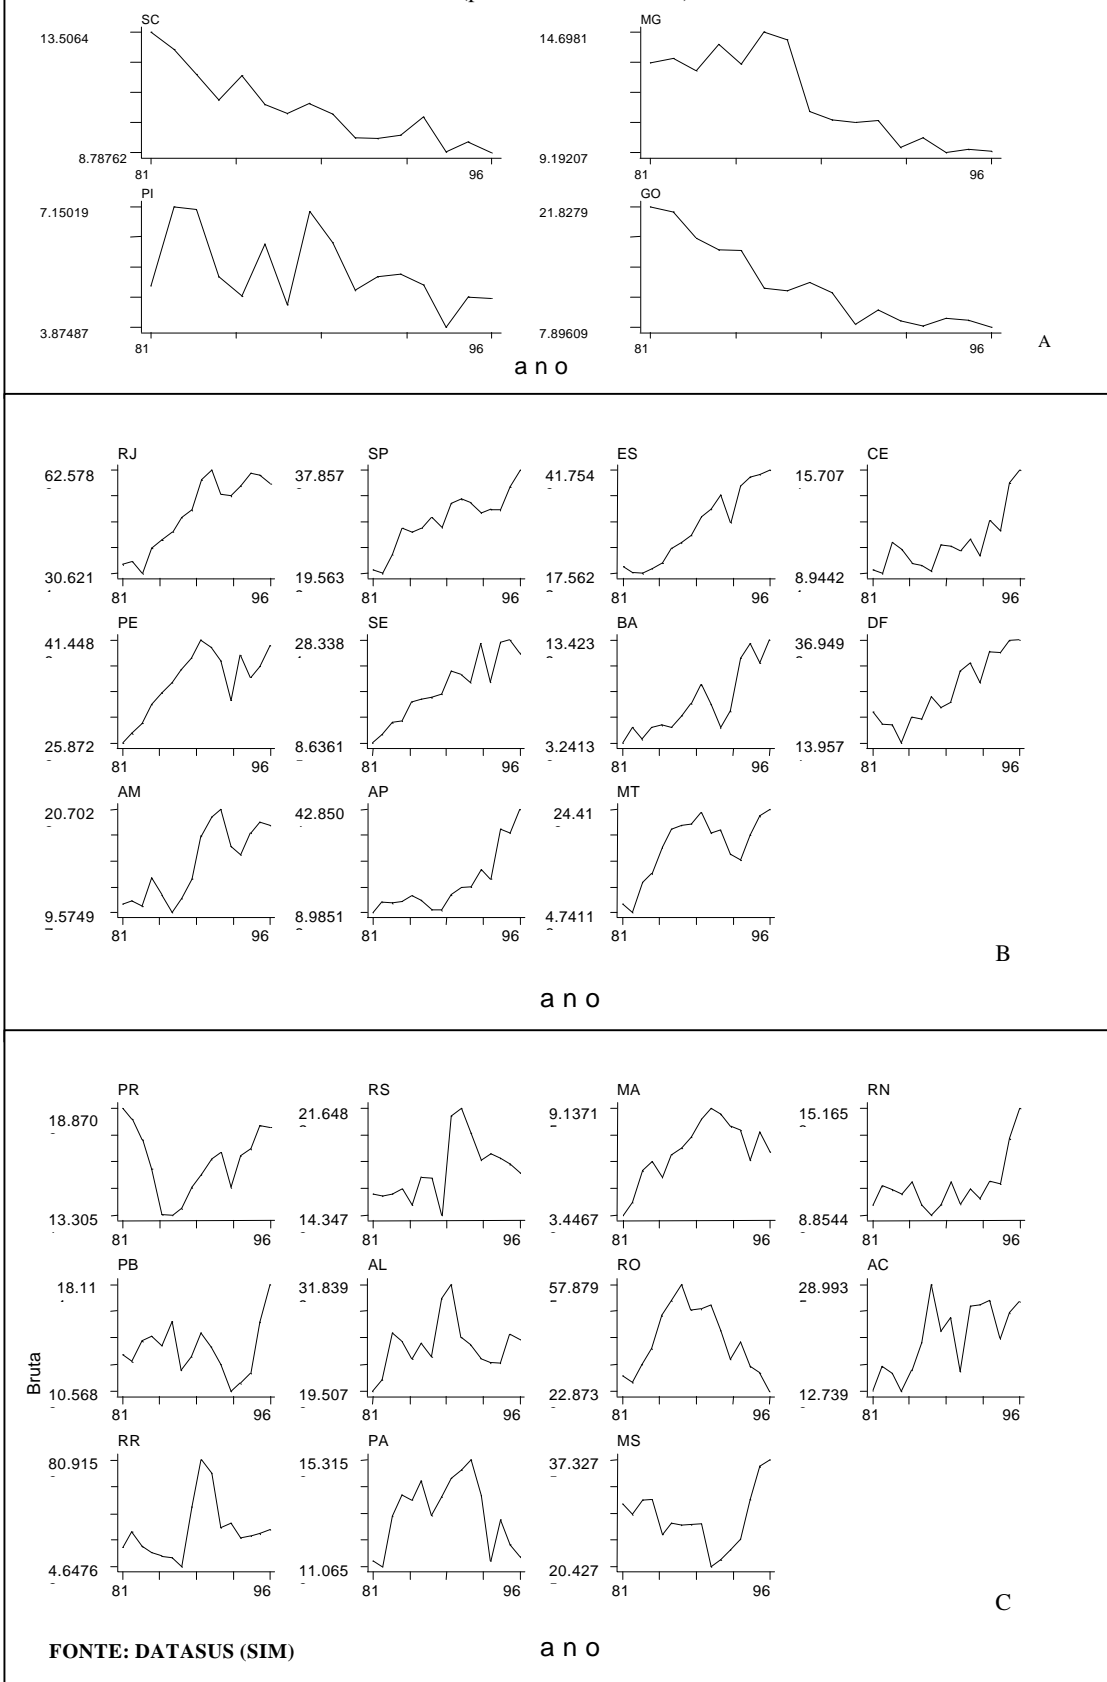 SC MG
13.5064 14.6981
8.78762 9.19207
81 96 81 96
PI GO
7.15019 21.8279
3.87487 7.89609
81 96 81 96
A
ano
RJ SP ES CE
62.578 37.857 41.754 15.707
30.621 19.563 17.562 8.9442
81 96 81 96 81 96 81 96
PE SE BA DF
41.448 28.338 13.423 36.949
25.872 8.6361 3.2413 13.957
81 96 81 96 81 96 81 96
AM AP MT
20.702 42.850 24.41
9.5749 8.9851 4.7411
81 96 81 96 81 96
B
ano
PR RS MA RN
18.870 21.648 9.1371 15.165
13.305 14.347 3.4467 8.8544
81 96 81 96 81 96 81 96
PB AL RO AC
18.11 31.839 57.879 28.993
Bruta
10.568 19.507 22.873 12.739
81 96 81 96 81 96 81 96
RR PA MS
80.915 15.315 37.327
4.6476 11.065 20.427
81 96 81 96 81 96
C
FONTE: DATASUS (SIM) ano